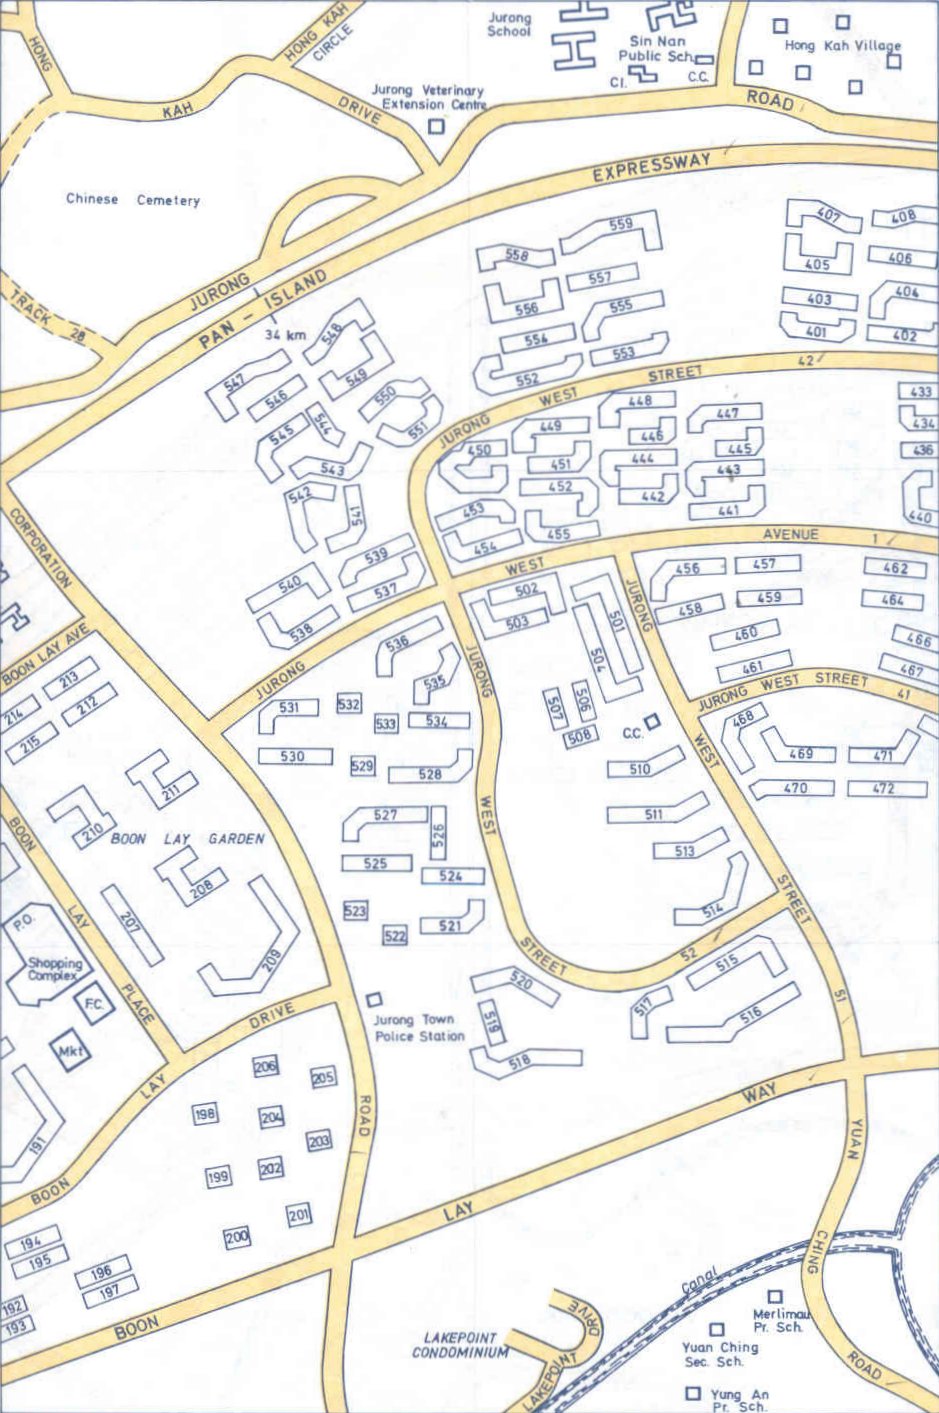 HONG
KAH
HONG KAH
CIRCLE
DRIVE
Jurong
School
Sin Nan
Public Sch.
C.I.
C.C.
Hong Kah Village
Jurong Veterinary
Extension Centre
ROAD
EXPRESSWAY
Chinese Cemetery
TRACK 28
JURONG
PAN - ISLAND
34 km
559
558
557
556
555
554
553
552
407
408
405
406
403
404
401
402
548
547
549
546
550
545
544
551
543
542
541
JURONG WEST STREET 42
433
434
436
440
448
447
449
446
445
450
451
444
443
452
442
441
453
455
454
CORPORATION
ROAD
540
539
538
537
JURONG WEST AVENUE 1
BOON LAY AVE
502
503
501
504
507
506
508
C.C.
510
511
513
514
JURONG WEST STREET 51
456
457
462
458
459
464
460
466
461
467
JURONG WEST STREET 41
468
469
471
470
472
213
214
212
215
211
210
BOON LAY GARDEN
208
207
209
536
535
531
532
533
534
530
529
528
527
526
525
524
523
522
521
JURONG WEST STREET 52
515
516
517
520
519
518
BOON LAY PLACE
P.O.
Shopping
Complex
F.C.
Mkt
191
BOON LAY DRIVE
Jurong Town
Police Station
206
205
198
204
203
199
202
201
200
194
195
196
197
192
193
BOON LAY WAY
YUAN CHING ROAD
Canal
LAKEPOINT
CONDOMINIUM
LAKEPOINT DRIVE
Merlimau
Pr. Sch.
Yuan Ching
Sec. Sch.
Yung An
Pr. Sch.